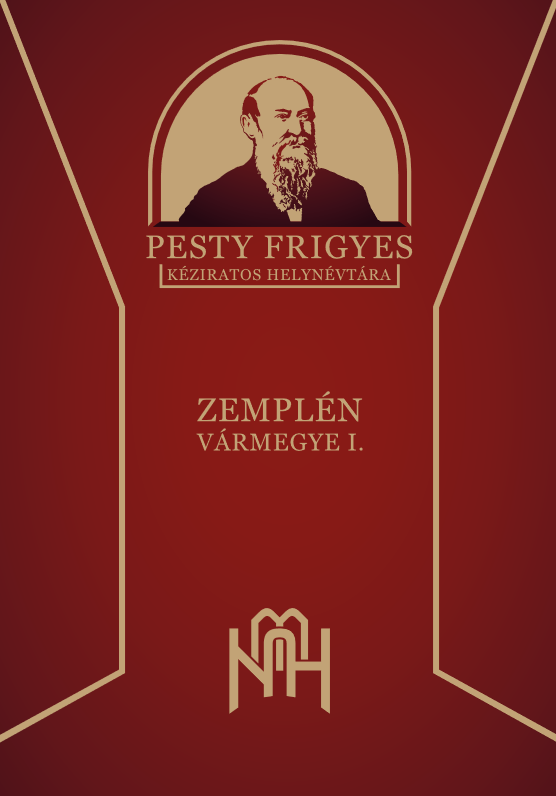 PESTY FRIGYES
KÉZIRATOS HELYNÉVTÁRA
ZEMPLÉN
VÁRMEGYE I.